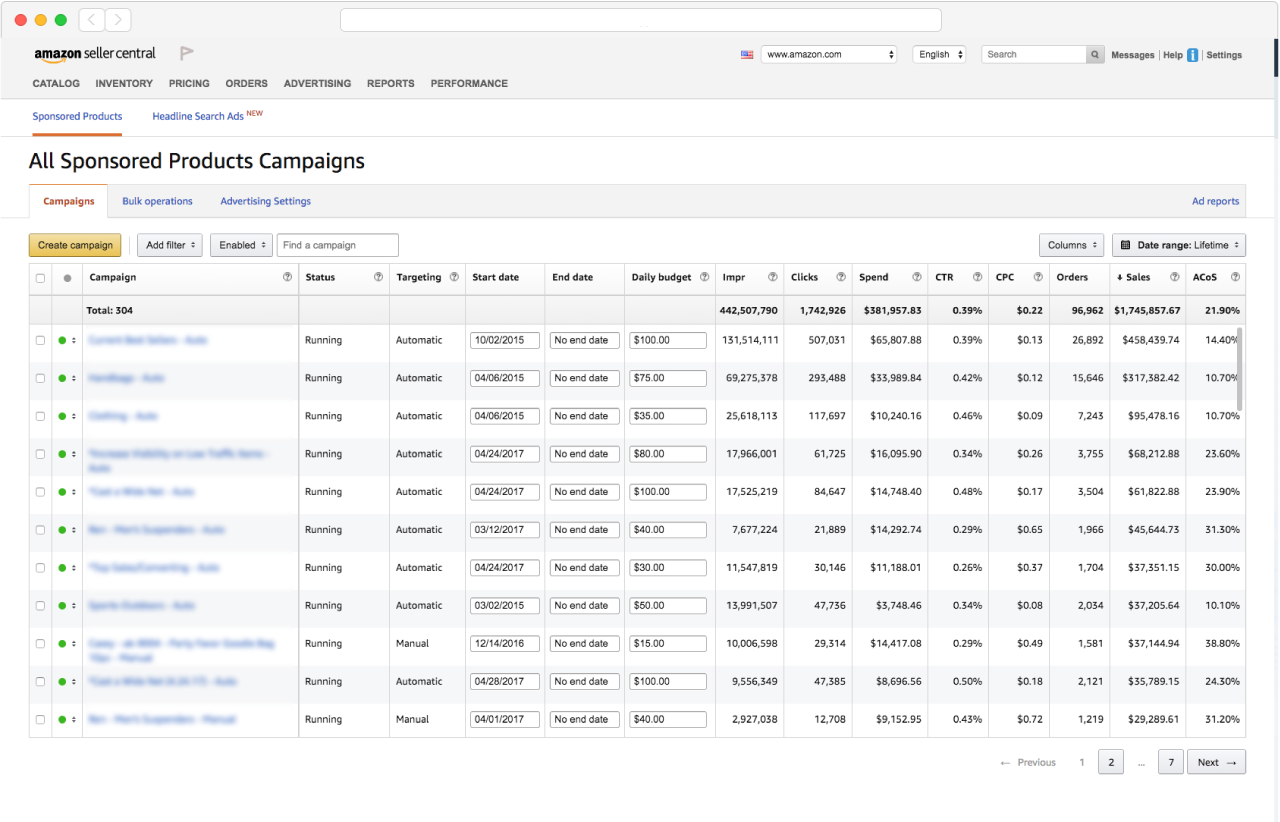 amazon seller central
www.amazon.com English Search Messages | Help | Settings
CATALOG INVENTORY PRICING ORDERS ADVERTISING REPORTS PERFORMANCE
Sponsored Products Headline Search Ads NEW
All Sponsored Products Campaigns
Campaigns Bulk operations Advertising Settings Ad reports
Create campaign Add filter Enabled Find a campaign Columns Date range: Lifetime
Campaign Status Targeting Start date End date Daily budget Impr Clicks Spend CTR CPC Orders Sales ACoS
Total: 304 442,507,790 1,742,926 $381,957.83 0.39% $0.22 96,962 $1,745,857.67 21.90%
Current Best Sellers - Auto Running Automatic 10/02/2015 No end date $100.00 131,514,111 507,031 $65,807.88 0.39% $0.13 26,892 $458,439.74 14.40%
Handbags - Auto Running Automatic 04/06/2015 No end date $75.00 69,275,378 293,488 $33,989.84 0.42% $0.12 15,646 $317,382.42 10.70%
Clothing - Auto Running Automatic 04/06/2015 No end date $35.00 25,618,113 117,697 $10,240.16 0.46% $0.09 7,243 $95,478.16 10.70%
Running Automatic 04/24/2017 No end date $80.00 17,966,001 61,725 $16,095.90 0.34% $0.26 3,755 $68,212.88 23.60%
Running Automatic 04/24/2017 No end date $100.00 17,525,219 84,647 $14,748.40 0.48% $0.17 3,504 $61,822.88 23.90%
Running Automatic 03/12/2017 No end date $40.00 7,677,224 21,889 $14,292.74 0.29% $0.65 1,966 $45,644.73 31.30%
Running Automatic 04/24/2017 No end date $30.00 11,547,819 30,146 $11,188.01 0.26% $0.37 1,704 $37,351.15 30.00%
Running Automatic 03/02/2015 No end date $50.00 13,991,507 47,736 $3,748.46 0.34% $0.08 2,034 $37,205.64 10.10%
Running Manual 12/14/2016 No end date $15.00 10,006,598 29,314 $14,417.08 0.29% $0.49 1,581 $37,144.94 38.80%
Running Automatic 04/28/2017 No end date $100.00 9,556,349 47,385 $8,696.56 0.50% $0.18 2,121 $35,789.15 24.30%
Running Manual 04/01/2017 No end date $40.00 2,927,038 12,708 $9,152.95 0.43% $0.72 1,219 $29,289.61 31.20%
← Previous 1 2 ... 7 Next →